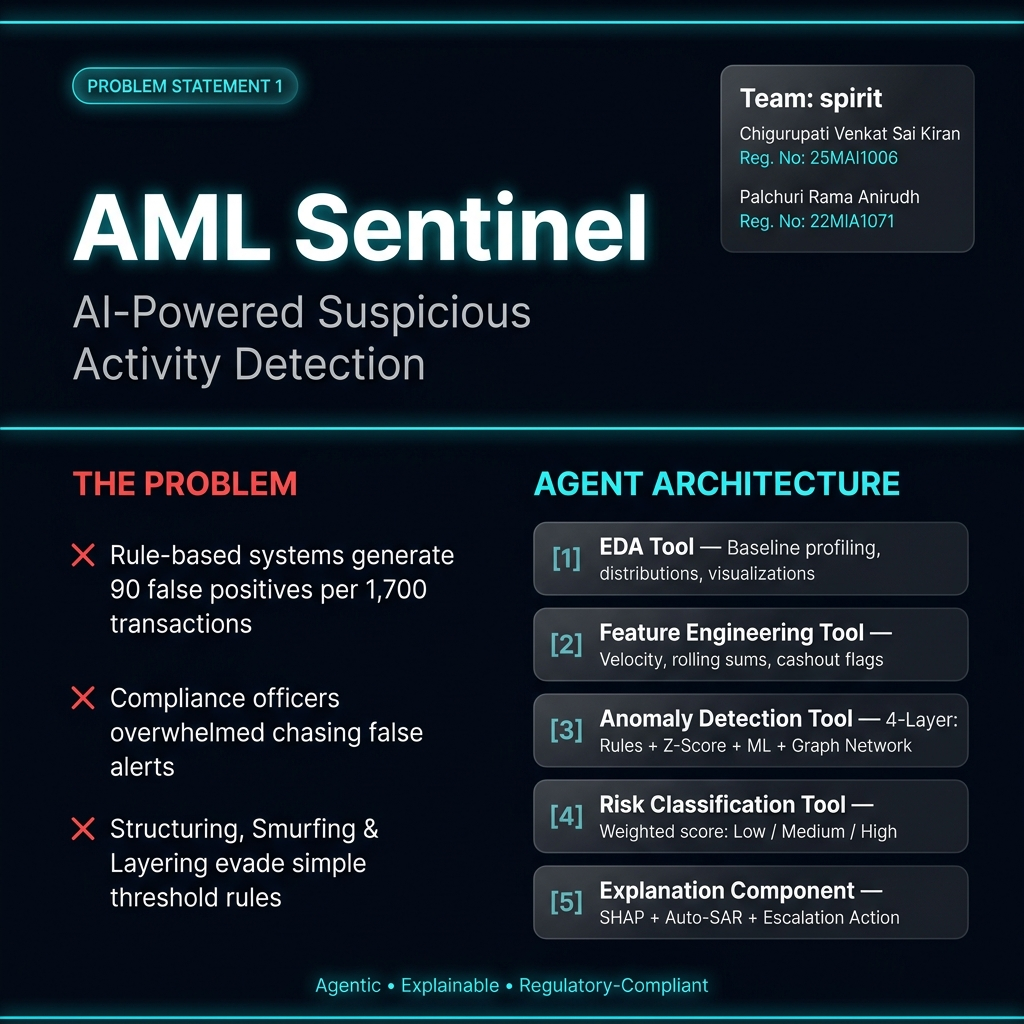 PROBLEM STATEMENT 1
Team: spirit
Chigurupati Venkat Sai Kiran
Reg. No: 25MAI1006
Palchuri Rama Anirudh
Reg. No: 22MIA1071
AML Sentinel
AI-Powered Suspicious
Activity Detection
THE PROBLEM
Rule-based systems generate
90 false positives per 1,700
transactions
Compliance officers
overwhelmed chasing false
alerts
Structuring, Smurfing &
Layering evade simple
threshold rules
AGENT ARCHITECTURE
[1] EDA Tool — Baseline profiling,
distributions, visualizations
[2] Feature Engineering Tool —
Velocity, rolling sums, cashout flags
[3] Anomaly Detection Tool — 4-Layer:
Rules + Z-Score + ML + Graph Network
[4] Risk Classification Tool —
Weighted score: Low / Medium / High
[5] Explanation Component —
SHAP + Auto-SAR + Escalation Action
Agentic • Explainable • Regulatory-Compliant